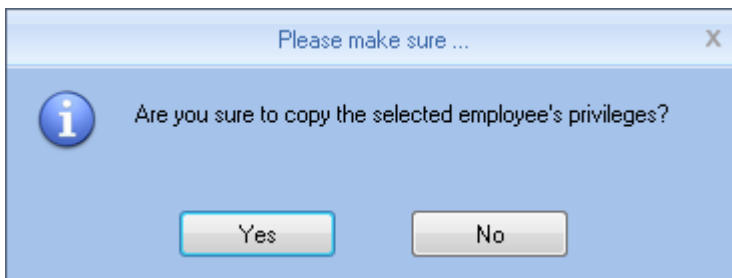 Please make sure ...
X
Are you sure to copy the selected employee's privileges?
Yes
No